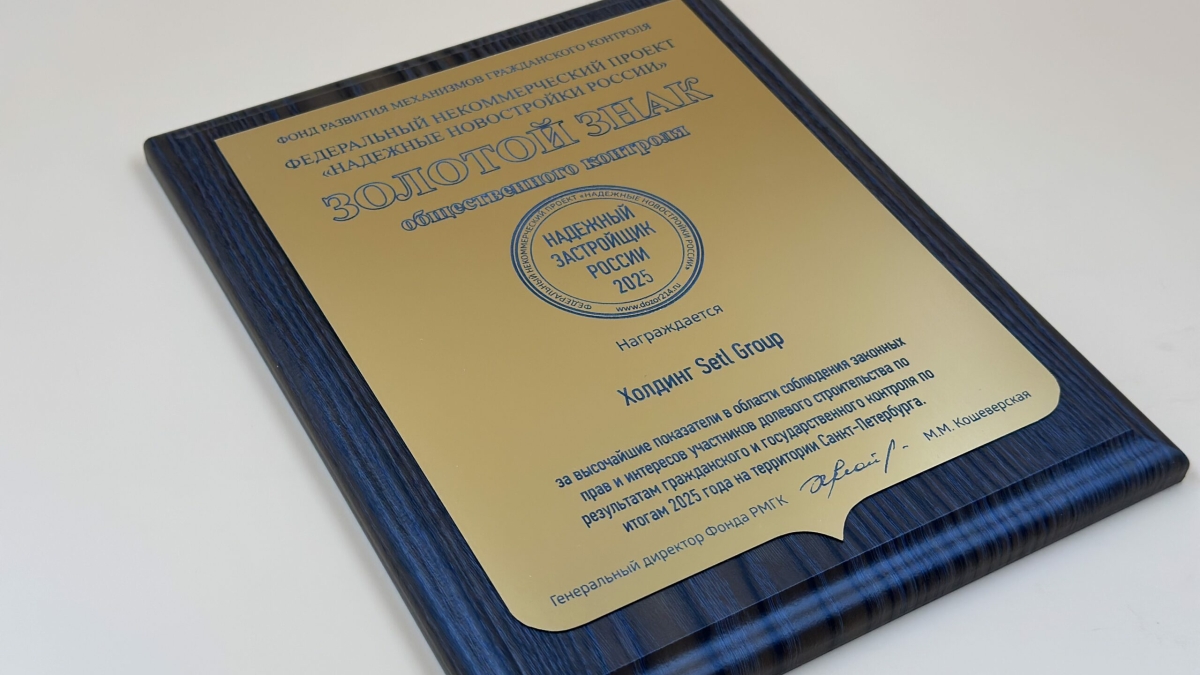 ФОНД РАЗВИТИЯ МЕХАНИЗМОВ ГРАЖДАНСКОГО КОНТРОЛЯ
ФЕДЕРАЛЬНЫЙ НЕКОММЕРЧЕСКИЙ ПРОЕКТ
«НАДЕЖНЫЕ НОВОСТРОЙКИ РОССИИ»
ЗОЛОТОЙ ЗНАК
общественного контроля
ФЕДЕРАЛЬНЫЙ НЕКОММЕРЧЕСКИЙ ПРОЕКТ «НАДЕЖНЫЕ НОВОСТРОЙКИ РОССИИ»
НАДЕЖНЫЙ
ЗАСТРОЙЩИК
РОССИИ
2025
www.dozor214.ru
Награждается
Холдинг Setl Group
за высочайшие показатели в области соблюдения законных
прав и интересов участников долевого строительства по
результатам гражданского и государственного контроля по
итогам 2025 года на территории Санкт-Петербурга.
Генеральный директор Фонда РМГК М.М. Кошеверская